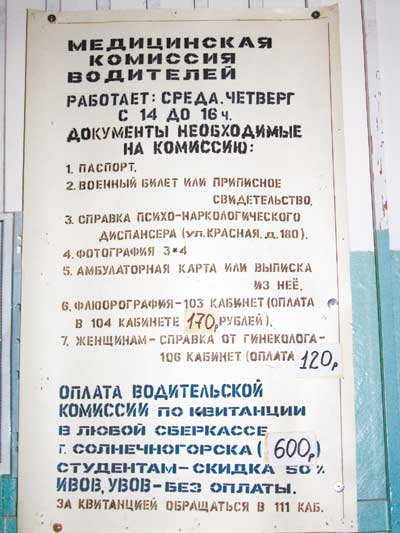 МЕДИЦИНСКАЯ
КОМИССИЯ
ВОДИТЕЛЕЙ
РАБОТАЕТ: СРЕДА, ЧЕТВЕРГ
С 14 ДО 16 ч.
ДОКУМЕНТЫ НЕОБХОДИМЫЕ
НА КОМИССИЮ:
1. ПАСПОРТ.
2. ВОЕННЫЙ БИЛЕТ ИЛИ ПРИПИСНОЕ
СВИДЕТЕЛЬСТВО.
3. СПРАВКА ПСИХО-НАРКОЛОГИЧЕСКОГО
ДИСПАНСЕРА (УЛ. КРАСНАЯ, Д. 180).
4. ФОТОГРАФИЯ 3×4
5. АМБУЛАТОРНАЯ КАРТА ИЛИ ВЫПИСКА
ИЗ НЕЁ.
6. ФЛЮОРОГРАФИЯ-103 КАБИНЕТ (ОПЛАТА
В 104 КАБИНЕТЕ 170 РУБЛЕЙ).
7. ЖЕНЩИНАМ-СПРАВКА ОТ ГИНЕКОЛОГА-
106 КАБИНЕТ (ОПЛАТА 120р
ОПЛАТА ВОДИТЕЛЬСКОЙ
КОМИССИИ ПО КВИТАНЦИИ
В ЛЮБОЙ СБЕРКАССЕ
Г. СОЛНЕЧНОГОРСКА (600р)
СТУДЕНТАМ-СКИДКА 50%
ИВОВ, УВОВ-БЕЗ ОПЛАТЫ.
ЗА КВИТАНЦИЕЙ ОБРАЩАТЬСЯ В 111 КАБ.